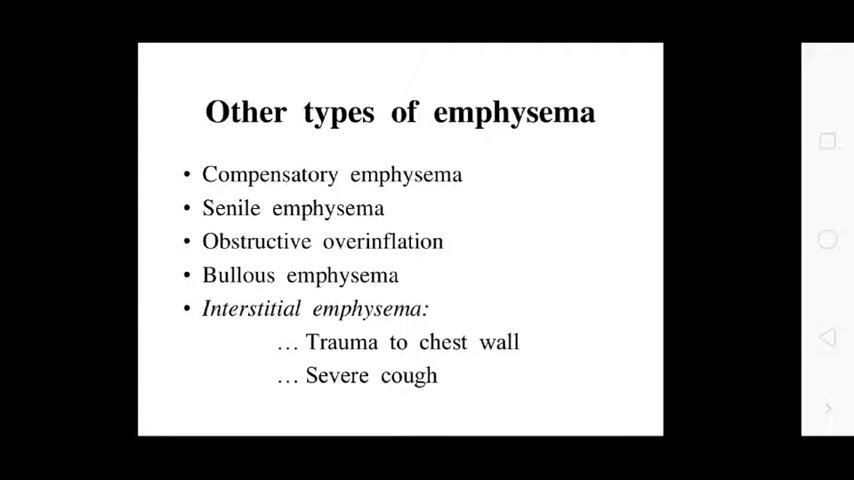 Other types of emphysema
• Compensatory emphysema
• Senile emphysema
• Obstructive overinflation
• Bullous emphysema
• Interstitial emphysema:
... Trauma to chest wall
... Severe cough